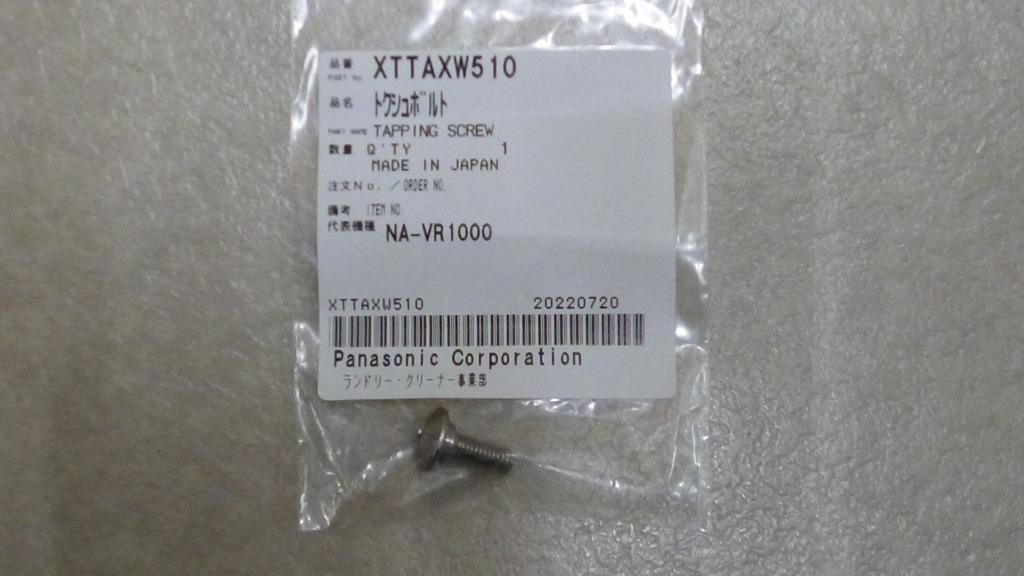 品番 XTTAXW510
PART No.
品名 トクシュボルト
PART NAME TAPPING SCREW
数量 Q'TY 1
MADE IN JAPAN
注文No. / ORDER NO.
備考 ITEM NO.
代表機種 NA-VR1000
XTTAXW510 20220720
Panasonic Corporation
ランドリー・クリーナー事業部